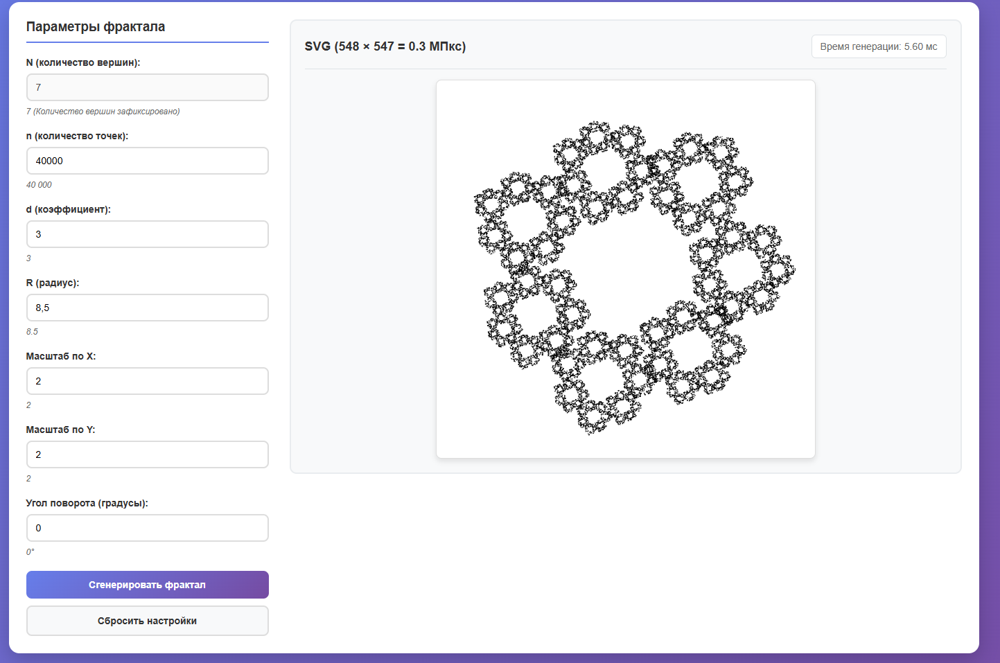 Параметры фрактала
N (количество вершин):
7
7 (Количество вершин зафиксировано)
n (количество точек):
40000
40 000
d (коэффициент):
3
3
R (радиус):
8,5
8.5
Масштаб по X:
2
2
Масштаб по Y:
2
2
Угол поворота (градусы):
0
0°
Сгенерировать фрактал
Сбросить настройки
SVG (548 × 547 = 0.3 МПкс)
Время генерации: 5.60 мс